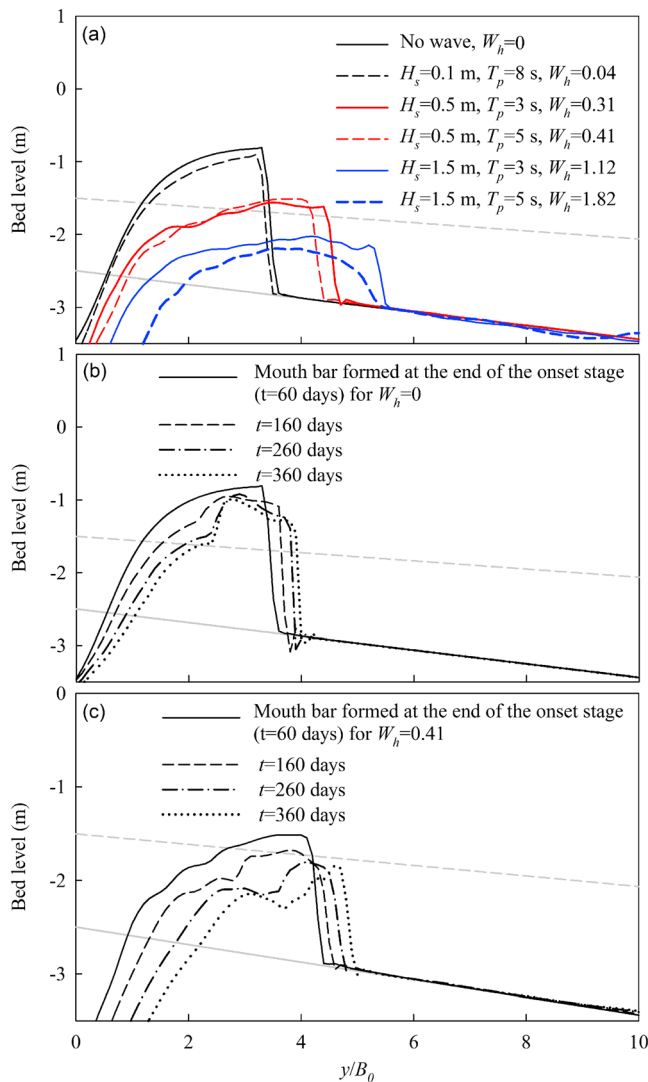 (a)
No wave, W_h=0
H_s=0.1 m, T_p=8 s, W_h=0.04
H_s=0.5 m, T_p=3 s, W_h=0.31
H_s=0.5 m, T_p=5 s, W_h=0.41
H_s=1.5 m, T_p=3 s, W_h=1.12
H_s=1.5 m, T_p=5 s, W_h=1.82
Bed level (m)
1
0
-1
-2
-3
(b)
Mouth bar formed at the end of the onset stage
(t=60 days) for W_h=0
t=160 days
t=260 days
t=360 days
Bed level (m)
1
0
-1
-2
-3
(c)
Mouth bar formed at the end of the onset stage
(t=60 days) for W_h=0.41
t=160 days
t=260 days
t=360 days
Bed level (m)
0
-1
-2
-3
0 2 4 6 8 10
y/B_0